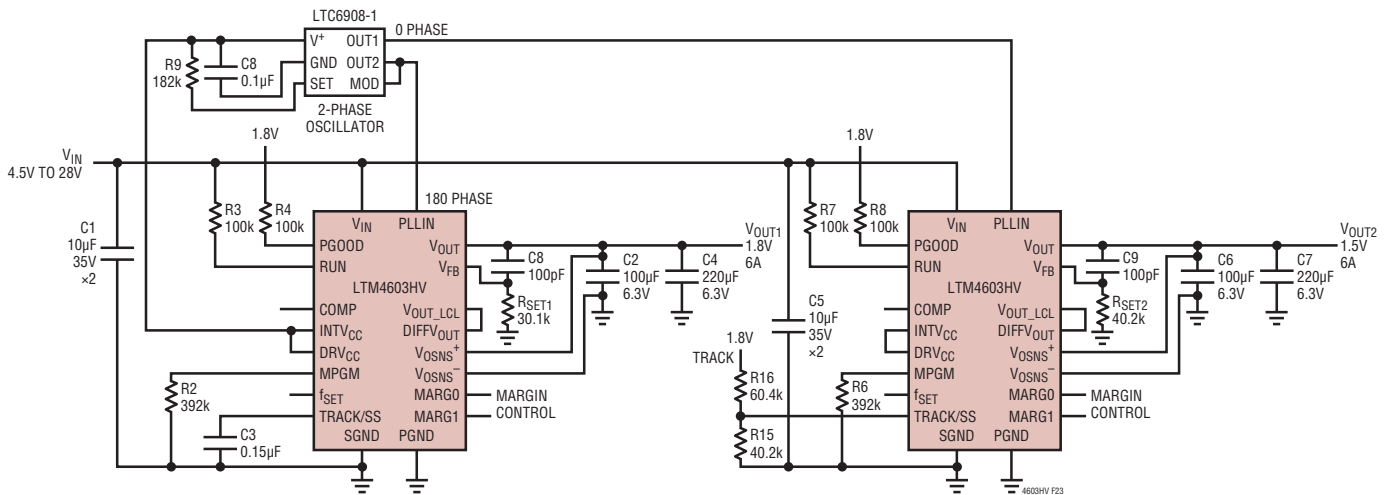 LTC6908-1
0 PHASE
V+ OUT1
GND OUT2
SET MOD
R9
182k
C8
0.1µF
2-PHASE
OSCILLATOR
VIN
4.5V TO 28V
C1
10µF
35V
×2
1.8V
R3
100k
R4
100k
180 PHASE
VIN PLLIN
PGOOD
RUN
COMP
INTVCC
DRVCC
MPGM
fSET
TRACK/SS
SGND PGND
LTM4603HV
VOUT
VFB
VOUT_LCL
DIFFVOUT
VOSNS+
VOSNS–
MARG0
MARG1
R2
392k
C3
0.15µF
C8
100pF
RSET1
30.1k
C2
100µF
6.3V
C4
220µF
6.3V
VOUT1
1.8V
6A
MARGIN
CONTROL
C5
10µF
35V
×2
1.8V
R7
100k
R8
100k
1.8V
TRACK
R16
60.4k
R15
40.2k
R6
392k
VIN PLLIN
PGOOD
RUN
COMP
INTVCC
DRVCC
MPGM
fSET
TRACK/SS
SGND PGND
LTM4603HV
VOUT
VFB
VOUT_LCL
DIFFVOUT
VOSNS+
VOSNS–
MARG0
MARG1
C9
100pF
RSET2
40.2k
C6
100µF
6.3V
C7
220µF
6.3V
VOUT2
1.5V
6A
MARGIN
CONTROL
4603HV F23